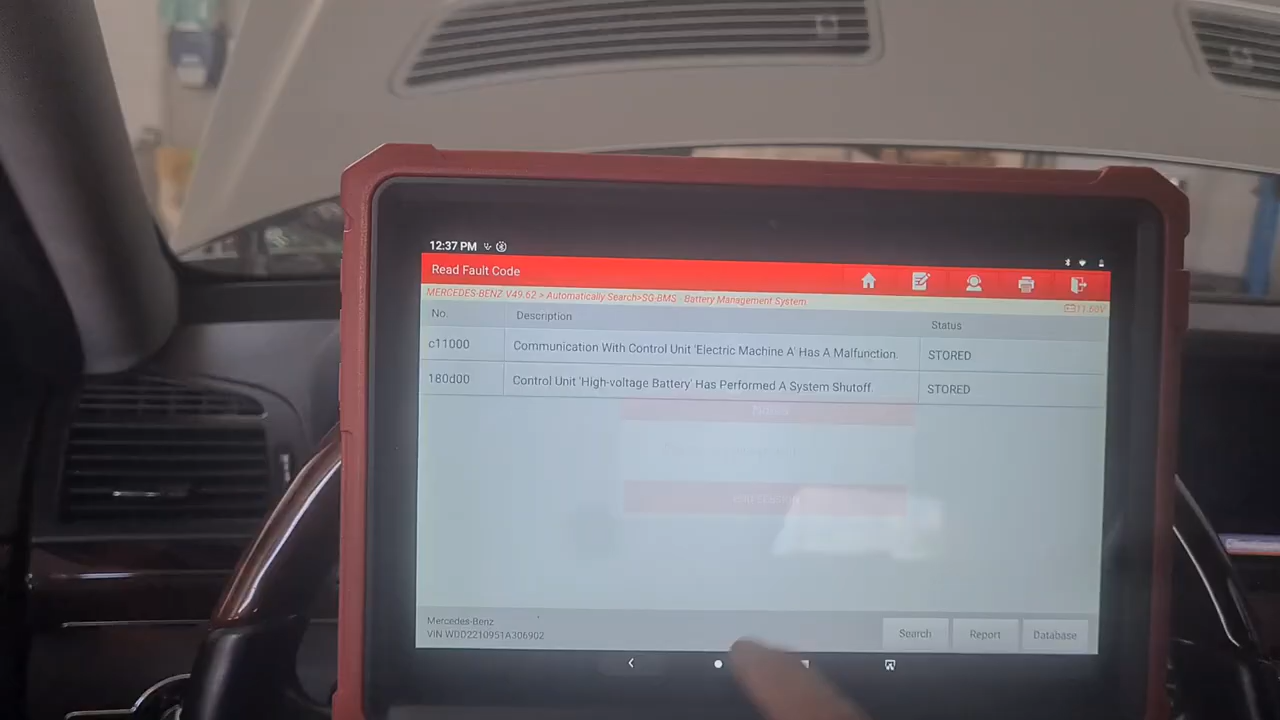 12:37 PM
Read Fault Code
MERCEDES-BENZ V49.62 > Automatically Search>SG-BMS - Battery Management System
11.60V
No. Description Status
c11000 Communication With Control Unit 'Electric Machine A' Has A Malfunction. STORED
180d00 Control Unit 'High-voltage Battery' Has Performed A System Shutoff. STORED
Mercedes-Benz
VIN WDD2210951A306902
Search Report Database